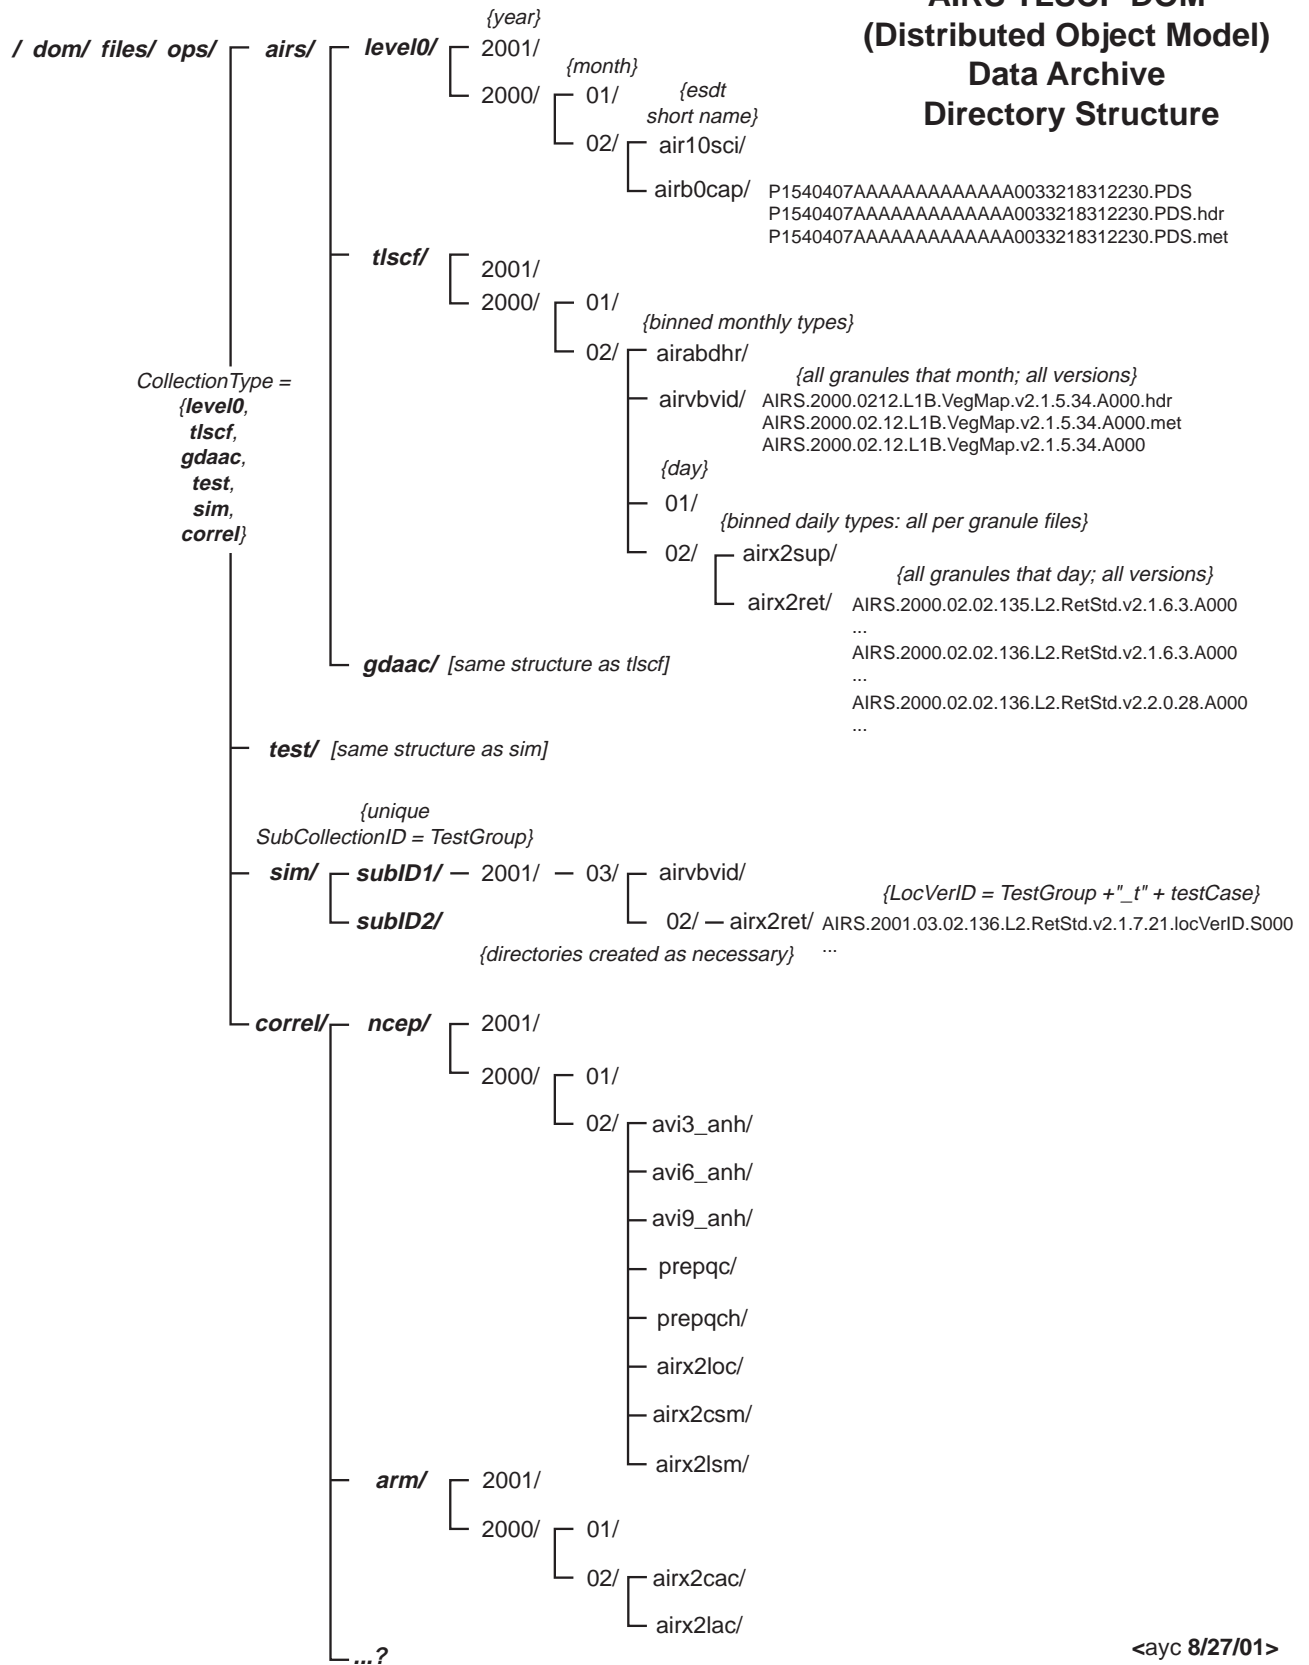 AIRS TLSCF DOM
(Distributed Object Model)
Data Archive
Directory Structure
{year}
/ dom/ files/ ops/ airs/ level0/ 2001/
{month}
2000/ 01/
{esdt
short name}
02/ air10sci/
airb0cap/ P1540407AAAAAAAAAAAAAA0033218312230.PDS
P1540407AAAAAAAAAAAAAA0033218312230.PDS.hdr
P1540407AAAAAAAAAAAAAA0033218312230.PDS.met
tlscf/ 2001/
2000/ 01/
{binned monthly types}
02/ airabdhr/
{all granules that month; all versions}
airvbvid/ AIRS.2000.0212.L1B.VegMap.v2.1.5.34.A000.hdr
AIRS.2000.02.12.L1B.VegMap.v2.1.5.34.A000.met
AIRS.2000.02.12.L1B.VegMap.v2.1.5.34.A000
CollectionType =
{level0,
tlscf,
gdaac,
test,
sim,
correl}
{day}
01/
{binned daily types: all per granule files}
02/ airx2sup/
{all granules that day; all versions}
airx2ret/ AIRS.2000.02.02.135.L2.RetStd.v2.1.6.3.A000
...
AIRS.2000.02.02.136.L2.RetStd.v2.1.6.3.A000
...
AIRS.2000.02.02.136.L2.RetStd.v2.2.0.28.A000
...
gdaac/ [same structure as tlscf]
test/ [same structure as sim]
{unique
SubCollectionID = TestGroup}
sim/ subID1/ 2001/ 03/ airvbvid/
{LocVerID = TestGroup +"_t" + testCase}
subID2/ 02/ airx2ret/ AIRS.2001.03.02.136.L2.RetStd.v2.1.7.21.locVerID.S000
{directories created as necessary} ...
correl/ ncep/ 2001/
2000/ 01/
02/ avi3_anh/
avi6_anh/
avi9_anh/
prepqc/
prepqch/
airx2loc/
airx2csm/
airx2lsm/
arm/ 2001/
2000/ 01/
02/ airx2cac/
airx2lac/
...?
<ayc 8/27/01>